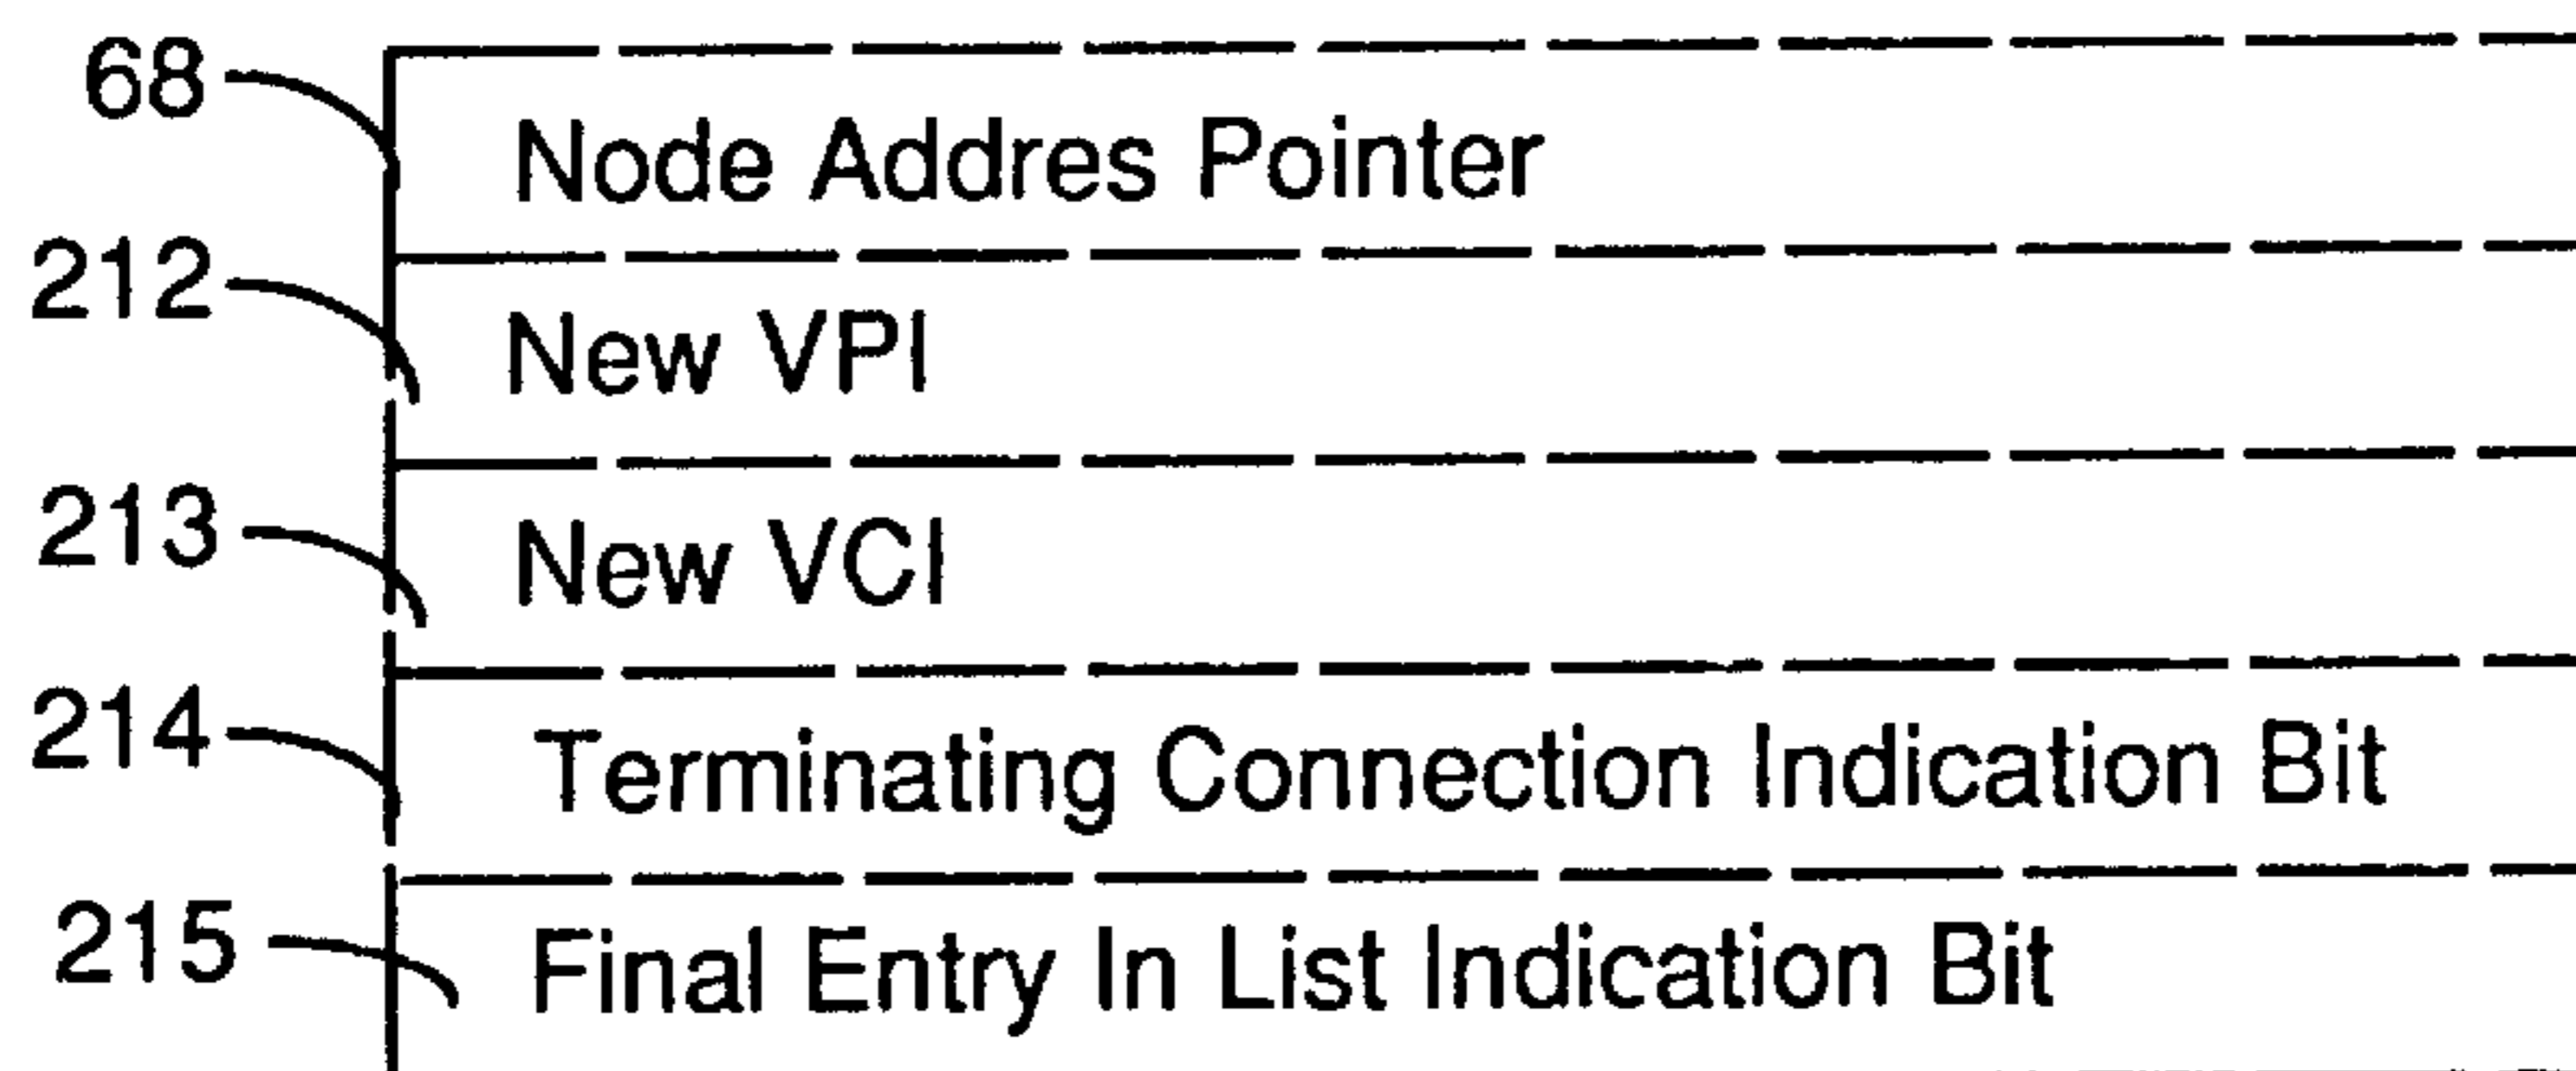 68 Node Addres Pointer
212 New VPI
213 New VCI
214 Terminating Connection Indication Bit
215 Final Entry In List Indication Bit